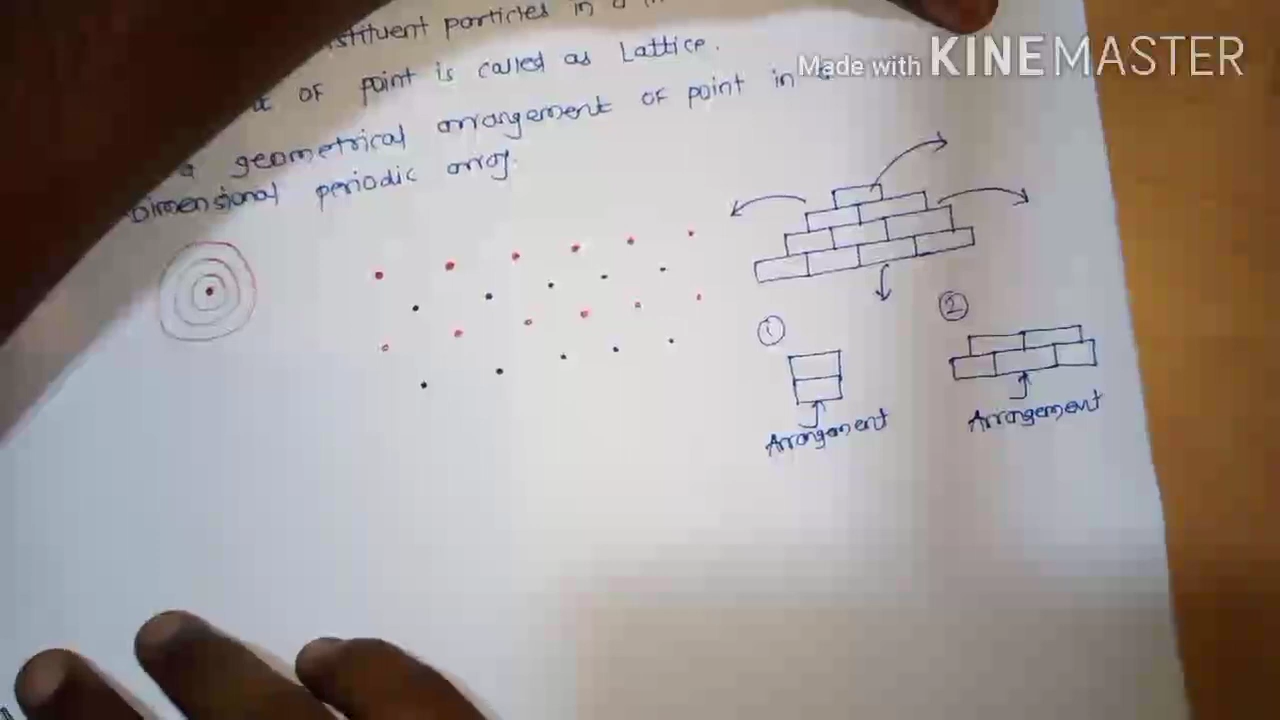 particles in a
of point is called as Lattice.
Made with KINEMASTER
a geometrical arrangement of point in a
Dimensional periodic array.
①
②
Arrangement
Arrangement